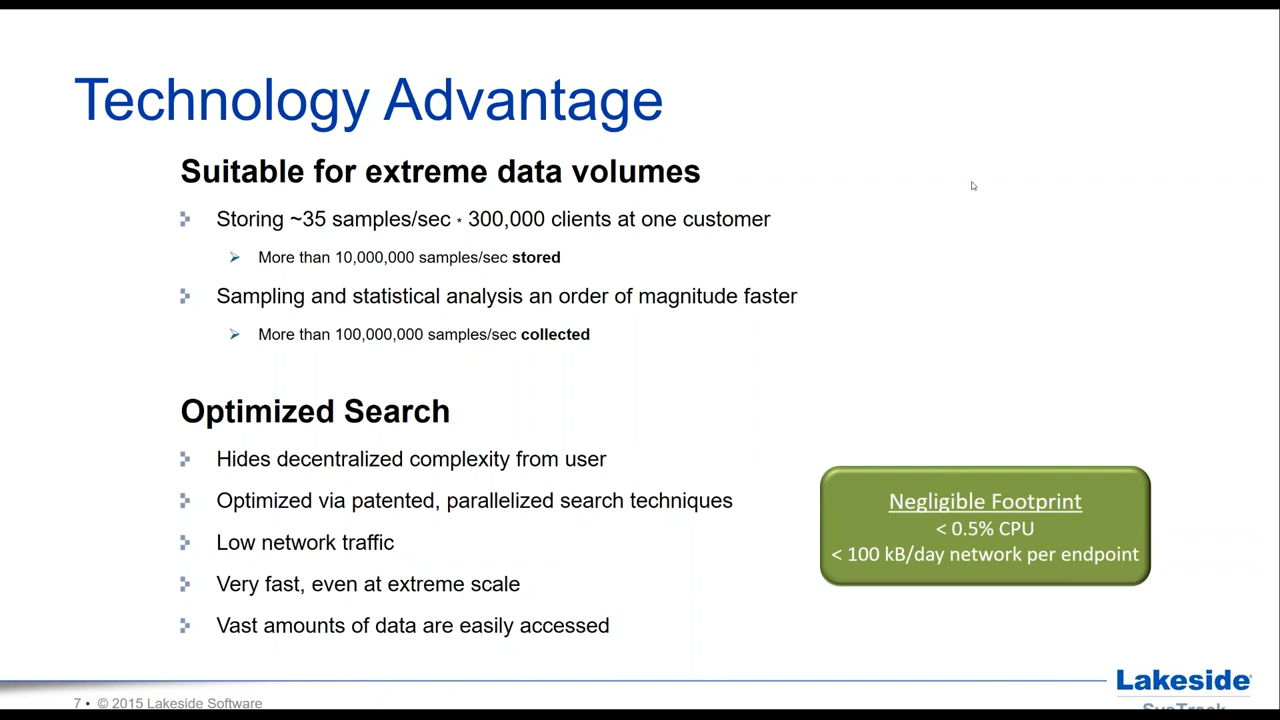 Technology Advantage
Suitable for extreme data volumes
Storing ~35 samples/sec * 300,000 clients at one customer
More than 10,000,000 samples/sec stored
Sampling and statistical analysis an order of magnitude faster
More than 100,000,000 samples/sec collected
Optimized Search
Hides decentralized complexity from user
Optimized via patented, parallelized search techniques
Low network traffic
Very fast, even at extreme scale
Vast amounts of data are easily accessed
Negligible Footprint
< 0.5% CPU
< 100 kB/day network per endpoint
7 • © 2015 Lakeside Software
Lakeside
SysTrack